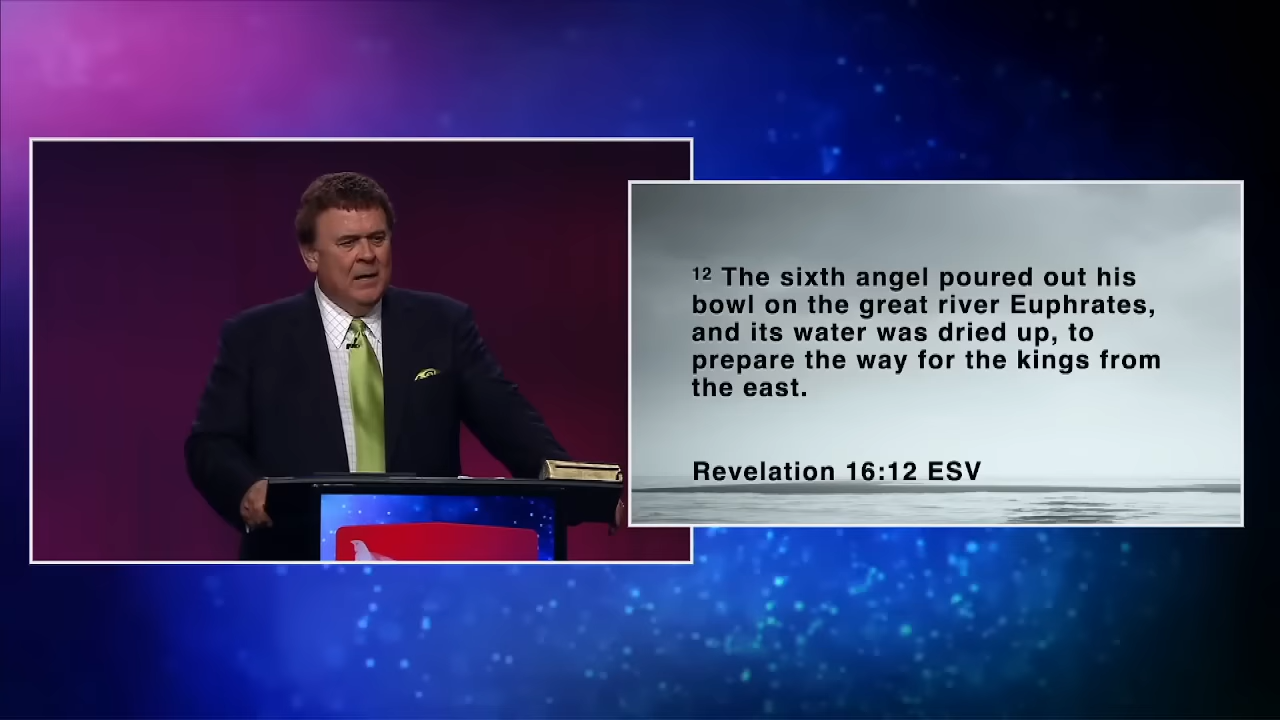 12 The sixth angel poured out his
bowl on the great river Euphrates,
and its water was dried up, to
prepare the way for the kings from
the east.
Revelation 16:12 ESV